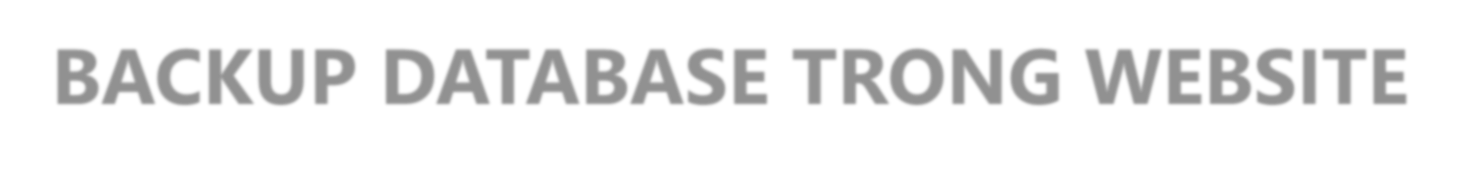 BACKUP DATABASE TRONG WEBSITE